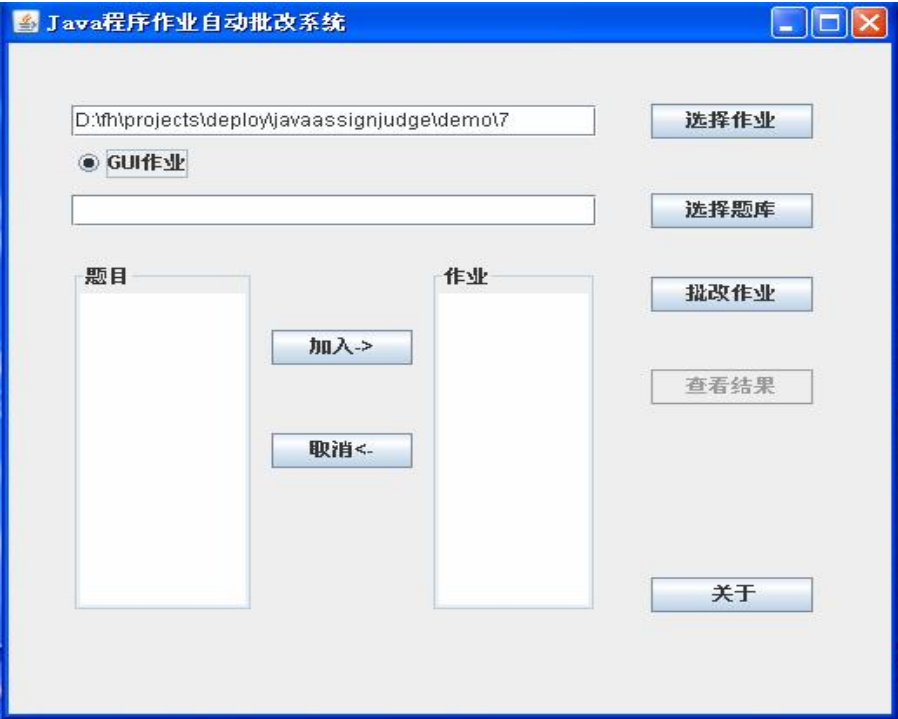 Java程序作业自动批改系统
D:\fh\projects\deploy\javaassignjudge\demo\7
选择作业
GUI作业
选择题库
题目
作业
批改作业
加入->
查看结果
取消<-
关于